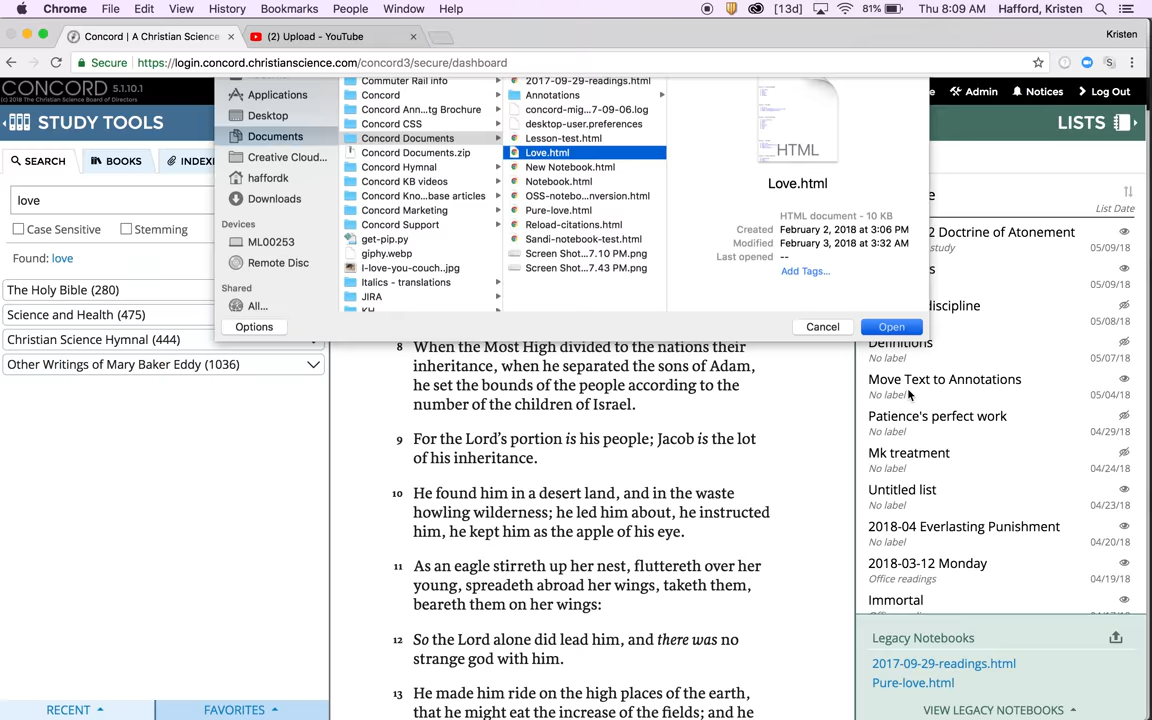 Chrome File Edit View History Bookmarks People Window Help [13d] 81% Thu 8:09 AM Hafford, Kristen
Concord | A Christian Science × (2) Upload - YouTube × Kristen
Secure https://login.concord.christianscience.com/concord3/secure/dashboard
CONCORD 5.1.10.1
(c) 2018 The Christian Science Board of Directors
Admin Notices Log Out
STUDY TOOLS
LISTS
SEARCH BOOKS INDEXI
love
Case Sensitive Stemming
Found: love
The Holy Bible (280)
Science and Health (475)
Christian Science Hymnal (444)
Other Writings of Mary Baker Eddy (1036)
RECENT FAVORITES
Applications
Desktop
Documents
Creative Cloud...
haffordk
Downloads
Devices
ML00253
Remote Disc
Shared
All...
Options
Commuter Rail info
Concord
Concord Ann...tg Brochure
Concord CSS
Concord Documents
Concord Documents.zip
Concord Hymnal
Concord KB videos
Concord Kno...base articles
Concord Marketing
Concord Support
get-pip.py
giphy.webp
I-love-you-couch...jpg
Italics - translations
JIRA
KH
2017-09-29-readings.html
Annotations
concord-mig...7-09-06.log
desktop-user.preferences
Lesson-test.html
Love.html
New Notebook.html
Notebook.html
OSS-notebo...nversion.html
Pure-love.html
Reload-citations.html
Sandi-notebook-test.html
Screen Shot...7.10 PM.png
Screen Shot...7.43 PM.png
HTML
Love.html
HTML document - 10 KB
Created February 2, 2018 at 3:06 PM
Modified February 3, 2018 at 3:32 AM
Last opened --
Add Tags...
Cancel Open
8 When the Most High divided to the nations their
inheritance, when he separated the sons of Adam,
he set the bounds of the people according to the
number of the children of Israel.
9 For the Lord's portion is his people; Jacob is the lot
of his inheritance.
10 He found him in a desert land, and in the waste
howling wilderness; he led him about, he instructed
him, he kept him as the apple of his eye.
11 As an eagle stirreth up her nest, fluttereth over her
young, spreadeth abroad her wings, taketh them,
beareth them on her wings:
12 So the Lord alone did lead him, and there was no
strange god with him.
13 He made him ride on the high places of the earth,
that he might eat the increase of the fields; and he
List Date
2 Doctrine of Atonement
study 05/09/18
05/09/18
discipline
05/08/18
Definitions
No label 05/07/18
Move Text to Annotations
No label 05/04/18
Patience's perfect work
No label 04/29/18
Mk treatment
No label 04/24/18
Untitled list
No label 04/23/18
2018-04 Everlasting Punishment
No label 04/20/18
2018-03-12 Monday
Office readings 04/19/18
Immortal
Legacy Notebooks
2017-09-29-readings.html
Pure-love.html
VIEW LEGACY NOTEBOOKS